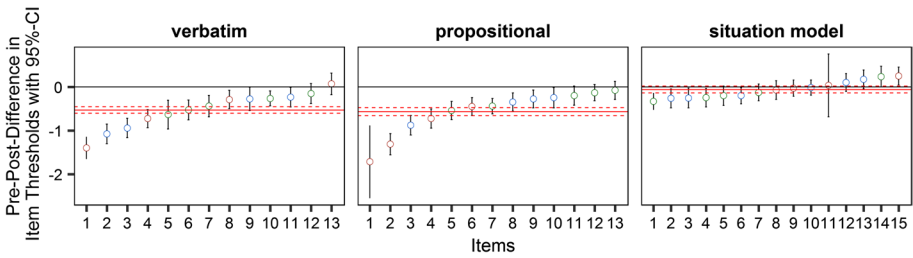 verbatim
propositional
situation model
Pre-Post-Difference in
Item Thresholds with 95%-CI
0
-1
-2
1 2 3 4 5 6 7 8 9 10 11 12 13
1 2 3 4 5 6 7 8 9 10 11 12 13
1 2 3 4 5 6 7 8 9 10 11 12 13 14 15
Items